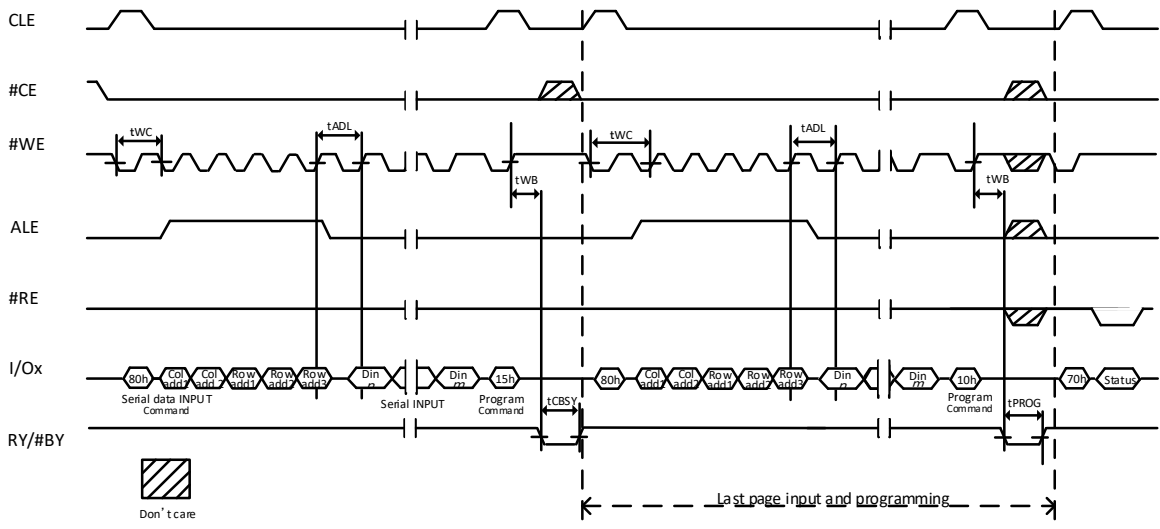 CLE
#CE
tWC
tADL
tWC
tADL
#WE
tWB
tWB
ALE
#RE
I/Ox
80h
Col add1
Col add2
Row add1
Row add2
Row add3
Din n
Din m
15h
80h
Col add1
Col add2
Row add1
Row add2
Row add3
Din n
Din m
10h
70h
Status
Serial data INPUT
Command
Serial INPUT
Program
Command
tCBSY
Program
Command
tPROG
RY/#BY
Last page input and programming
Don't care